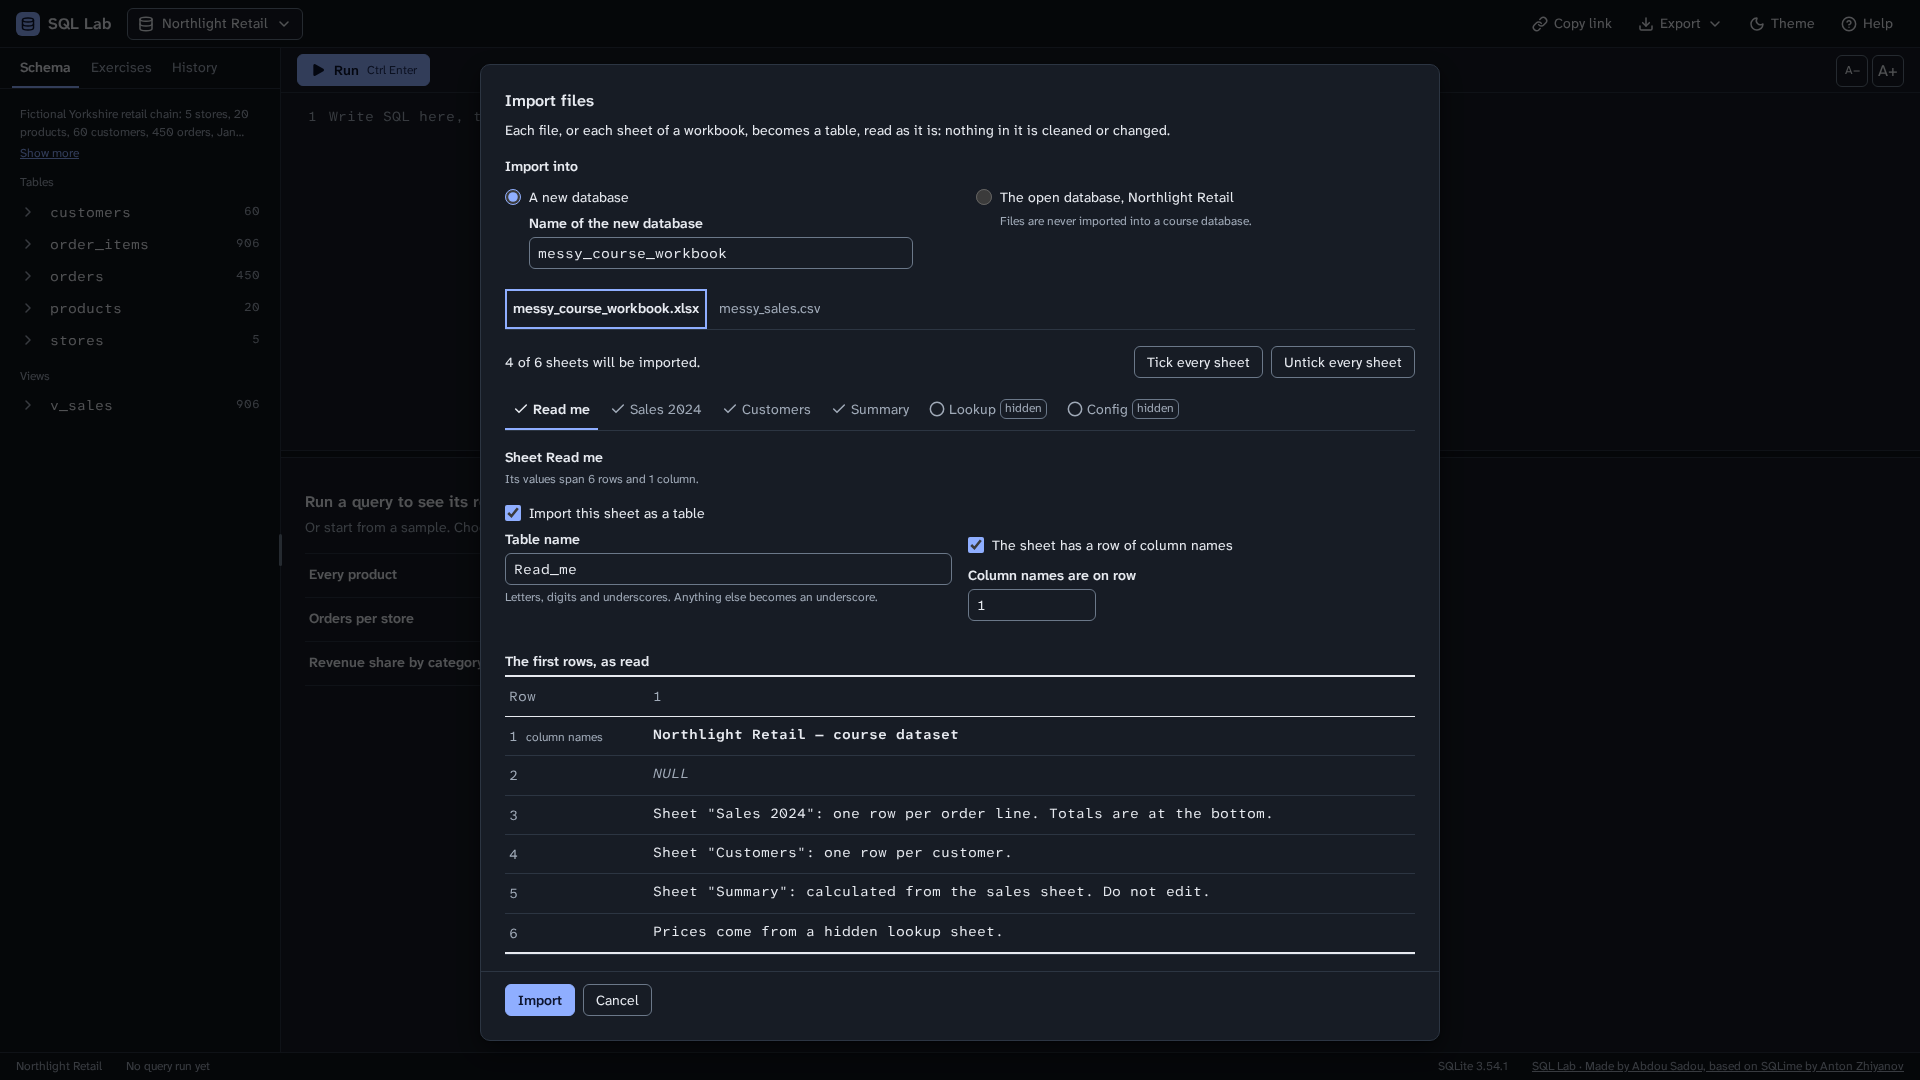 SQL Lab
Northlight Retail
Copy link
Export
Theme
Help
Schema
Exercises
History
Run Ctrl Enter
A−
A+
Fictional Yorkshire retail chain: 5 stores, 20
products, 60 customers, 450 orders, Jan...
Show more
Tables
customers 60
order_items 906
orders 450
products 20
stores 5
Views
v_sales 906
1 Write SQL here, t
Run a query to see its r
Or start from a sample. Cho
Every product
Orders per store
Revenue share by category
Import files
Each file, or each sheet of a workbook, becomes a table, read as it is: nothing in it is cleaned or changed.
Import into
A new database
Name of the new database
messy_course_workbook
The open database, Northlight Retail
Files are never imported into a course database.
messy_course_workbook.xlsx
messy_sales.csv
4 of 6 sheets will be imported.
Tick every sheet
Untick every sheet
Read me
Sales 2024
Customers
Summary
Lookup hidden
Config hidden
Sheet Read me
Its values span 6 rows and 1 column.
Import this sheet as a table
Table name
Read_me
Letters, digits and underscores. Anything else becomes an underscore.
The sheet has a row of column names
Column names are on row
1
The first rows, as read
Row 1
1 column names Northlight Retail — course dataset
2 NULL
3 Sheet "Sales 2024": one row per order line. Totals are at the bottom.
4 Sheet "Customers": one row per customer.
5 Sheet "Summary": calculated from the sales sheet. Do not edit.
6 Prices come from a hidden lookup sheet.
Import
Cancel
Northlight Retail
No query run yet
SQLite 3.54.1
SQL Lab · Made by Abdou Sadou, based on SQLime by Anton Zhiyanov